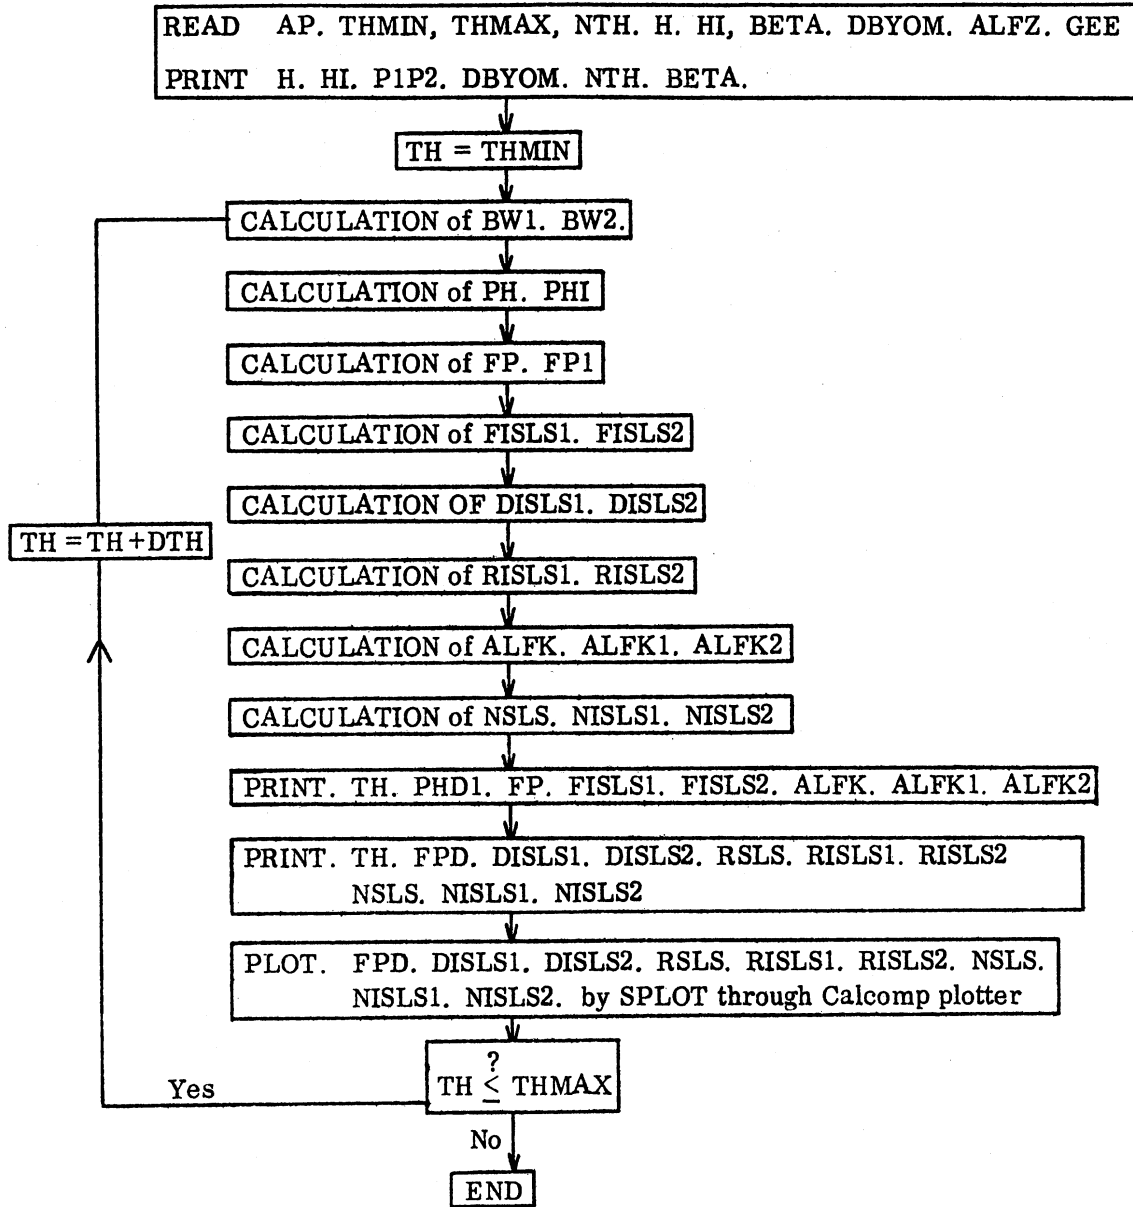 READ AP. THMIN, THMAX, NTH. H. HI, BETA. DBYOM. ALFZ. GEE
PRINT H. HI. P1P2. DBYOM. NTH. BETA.
TH = THMIN
CALCULATION of BW1. BW2.
CALCULATION of PH. PHI
CALCULATION of FP. FP1
CALCULATION of FISLS1. FISLS2
CALCULATION OF DISLS1. DISLS2
TH = TH + DTH
CALCULATION of RISLS1. RISLS2
CALCULATION of ALFK. ALFK1. ALFK2
CALCULATION of NSLS. NISLS1. NISLS2
PRINT. TH. PHD1. FP. FISLS1. FISLS2. ALFK. ALFK1. ALFK2
PRINT. TH. FPD. DISLS1. DISLS2. RSLS. RISLS1. RISLS2
NSLS. NISLS1. NISLS2
PLOT. FPD. DISLS1. DISLS2. RSLS. RISLS1. RISLS2. NSLS.
NISLS1. NISLS2. by SPLOT through Calcomp plotter
?
TH ≤ THMAX
Yes
No
END